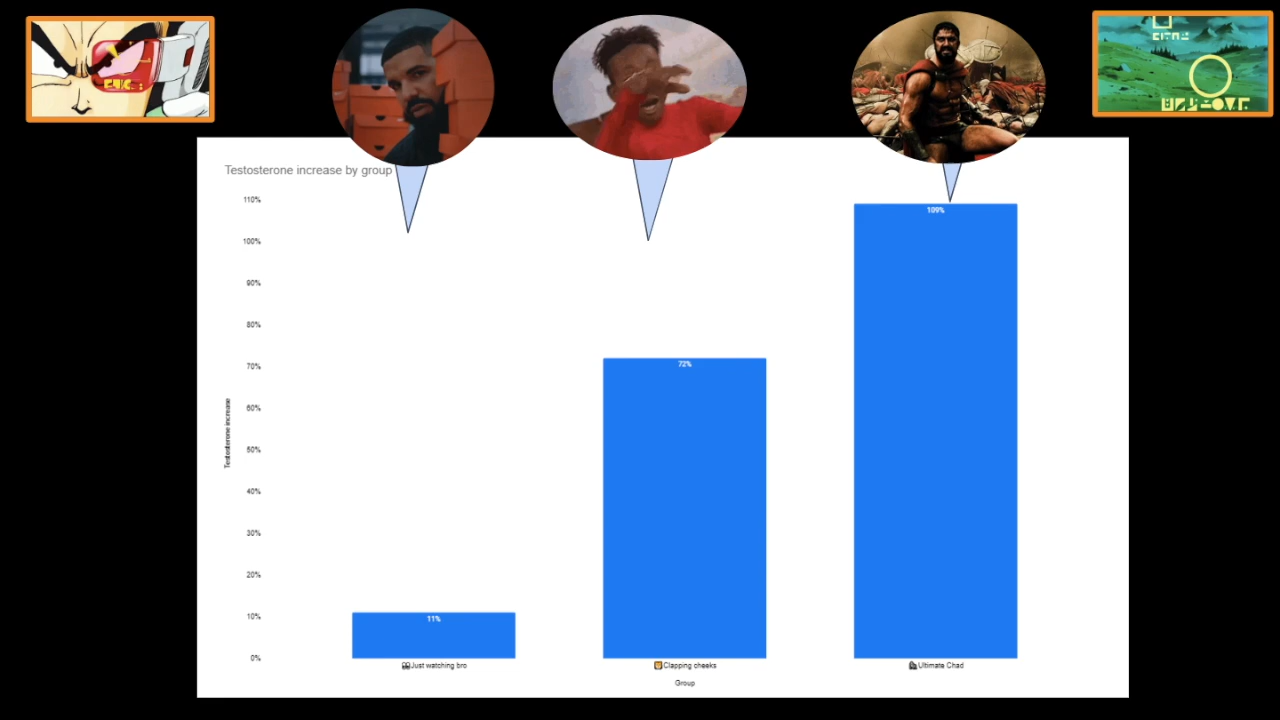 Testosterone increase by group
110%
100%
90%
80%
70%
60%
50%
40%
30%
20%
10%
0%
Testosterone increase
109%
72%
11%
Just watching bro
Clapping cheeks
Ultimate Chad
Group